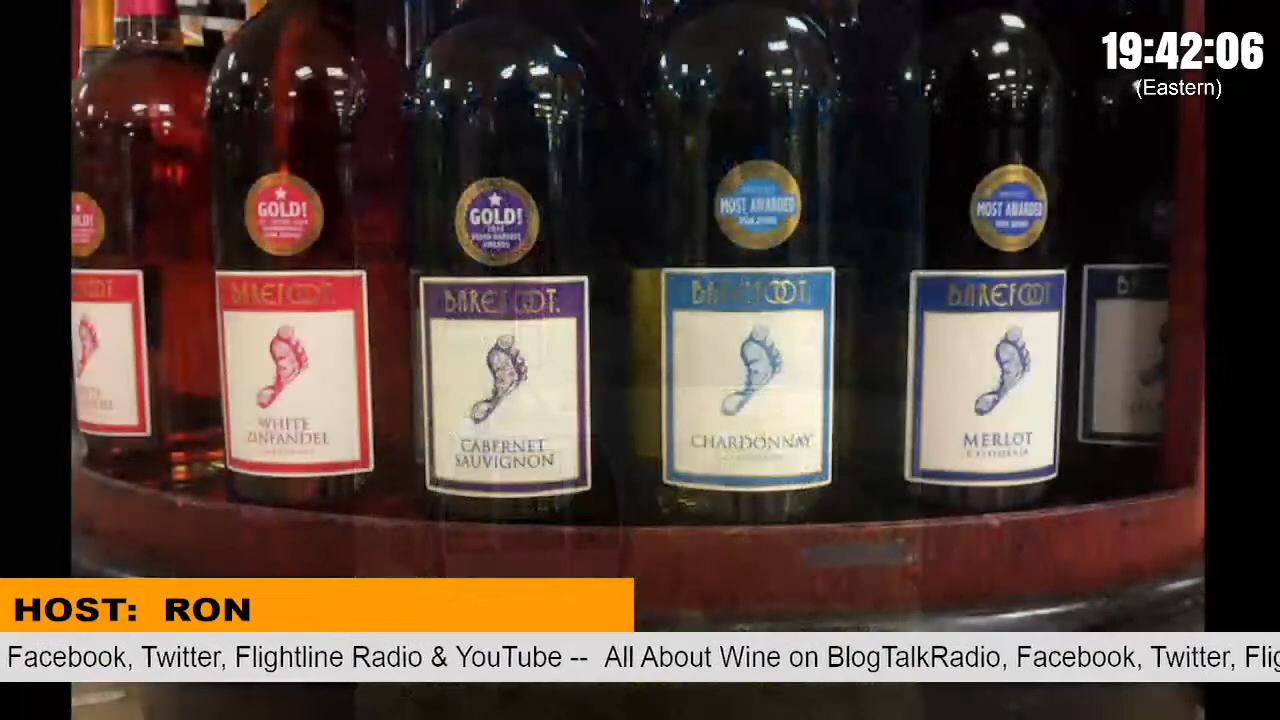 19:42:06
(Eastern)
GOLD!
GOLD!
MOST AWARDED
MOST AWARDED
BAREFOOT
BAREFOOT.
BAREFOOT
BAREFOOT
WHITE
ZINFANDEL
CABERNET
SAUVIGNON
CHARDONNAY
MERLOT
HOST: RON
Facebook, Twitter, Flightline Radio & YouTube -- All About Wine on BlogTalkRadio, Facebook, Twitter, Flig